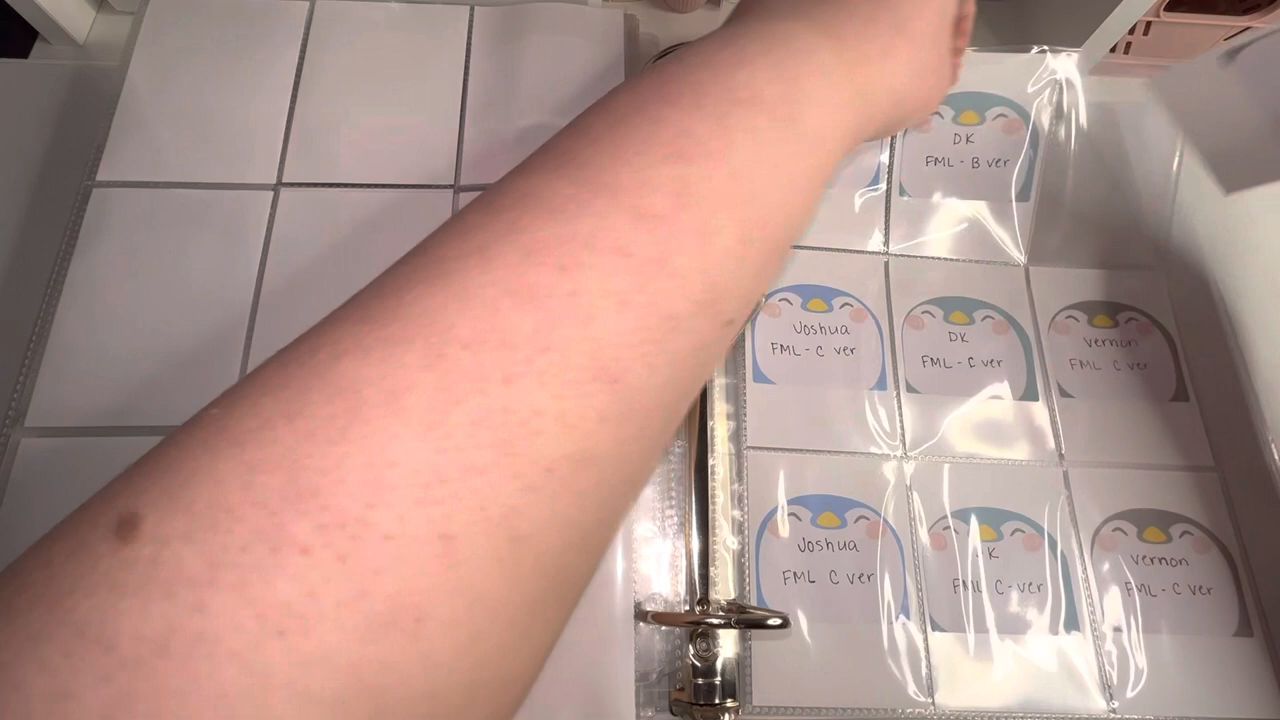 DK
FML - B ver
Joshua
FML - C ver
DK
FML - C ver
Vernon
FML C ver
Joshua
FML C ver
K
FML C - ver
Vernon
FML - C ver